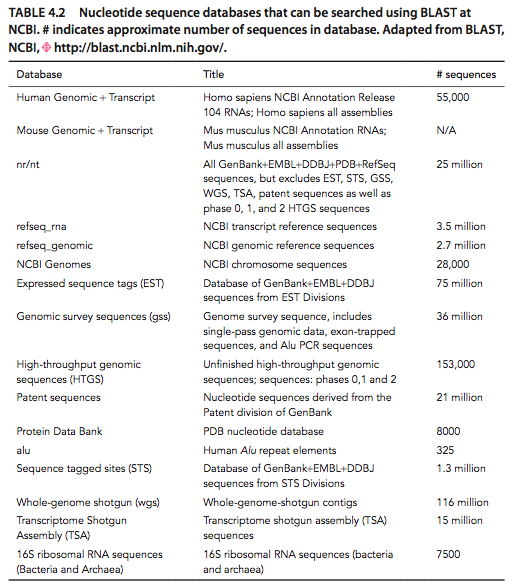 TABLE 4.2 Nucleotide sequence databases that can be searched using BLAST at
NCBI. # indicates approximate number of sequences in database. Adapted from BLAST,
NCBI, http://blast.ncbi.nlm.nih.gov/.
Database Title # sequences
Human Genomic + Transcript Homo sapiens NCBI Annotation Release 55,000
104 RNAs; Homo sapiens all assemblies
Mouse Genomic + Transcript Mus musculus NCBI Annotation RNAs; N/A
Mus musculus all assemblies
nr/nt All GenBank+EMBL+DDBJ+PDB+RefSeq 25 million
sequences, but excludes EST, STS, GSS,
WGS, TSA, patent sequences as well as
phase 0, 1, and 2 HTGS sequences
refseq_rna NCBI transcript reference sequences 3.5 million
refseq_genomic NCBI genomic reference sequences 2.7 million
NCBI Genomes NCBI chromosome sequences 28,000
Expressed sequence tags (EST) Database of GenBank+EMBL+DDBJ 75 million
sequences from EST Divisions
Genomic survey sequences (gss) Genome survey sequence, includes 36 million
single-pass genomic data, exon-trapped
sequences, and Alu PCR sequences
High-throughput genomic Unfinished high-throughput genomic 153,000
sequences (HTGS) sequences; sequences: phases 0,1 and 2
Patent sequences Nucleotide sequences derived from the 21 million
Patent division of GenBank
Protein Data Bank PDB nucleotide database 8000
alu Human Alu repeat elements 325
Sequence tagged sites (STS) Database of GenBank+EMBL+DDBJ 1.3 million
sequences from STS Divisions
Whole-genome shotgun (wgs) Whole-genome-shotgun contigs 116 million
Transcriptome Shotgun Transcriptome shotgun assembly (TSA) 15 million
Assembly (TSA) sequences
16S ribosomal RNA sequences 16S ribosomal RNA sequences (bacteria 7500
(Bacteria and Archaea) and archaea)